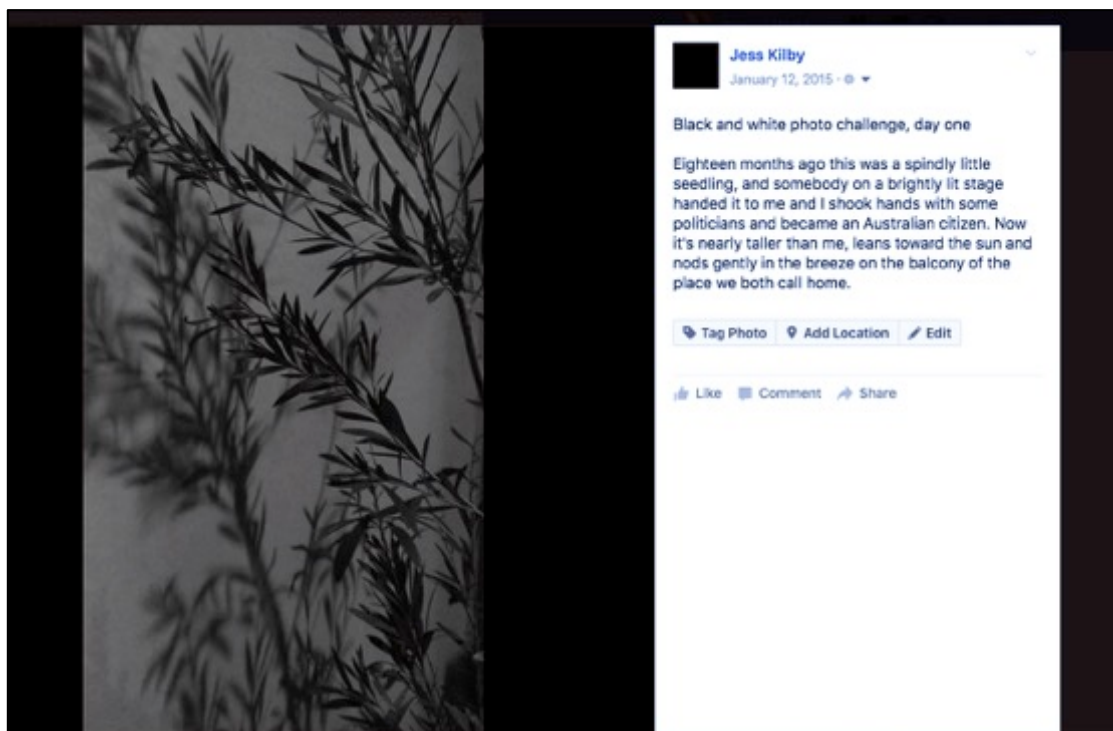 Jess Kilby
January 12, 2015 ·
Black and white photo challenge, day one
Eighteen months ago this was a spindly little
seedling, and somebody on a brightly lit stage
handed it to me and I shook hands with some
politicians and became an Australian citizen. Now
it's nearly taller than me, leans toward the sun and
nods gently in the breeze on the balcony of the
place we both call home.
Tag Photo Add Location Edit
Like Comment Share